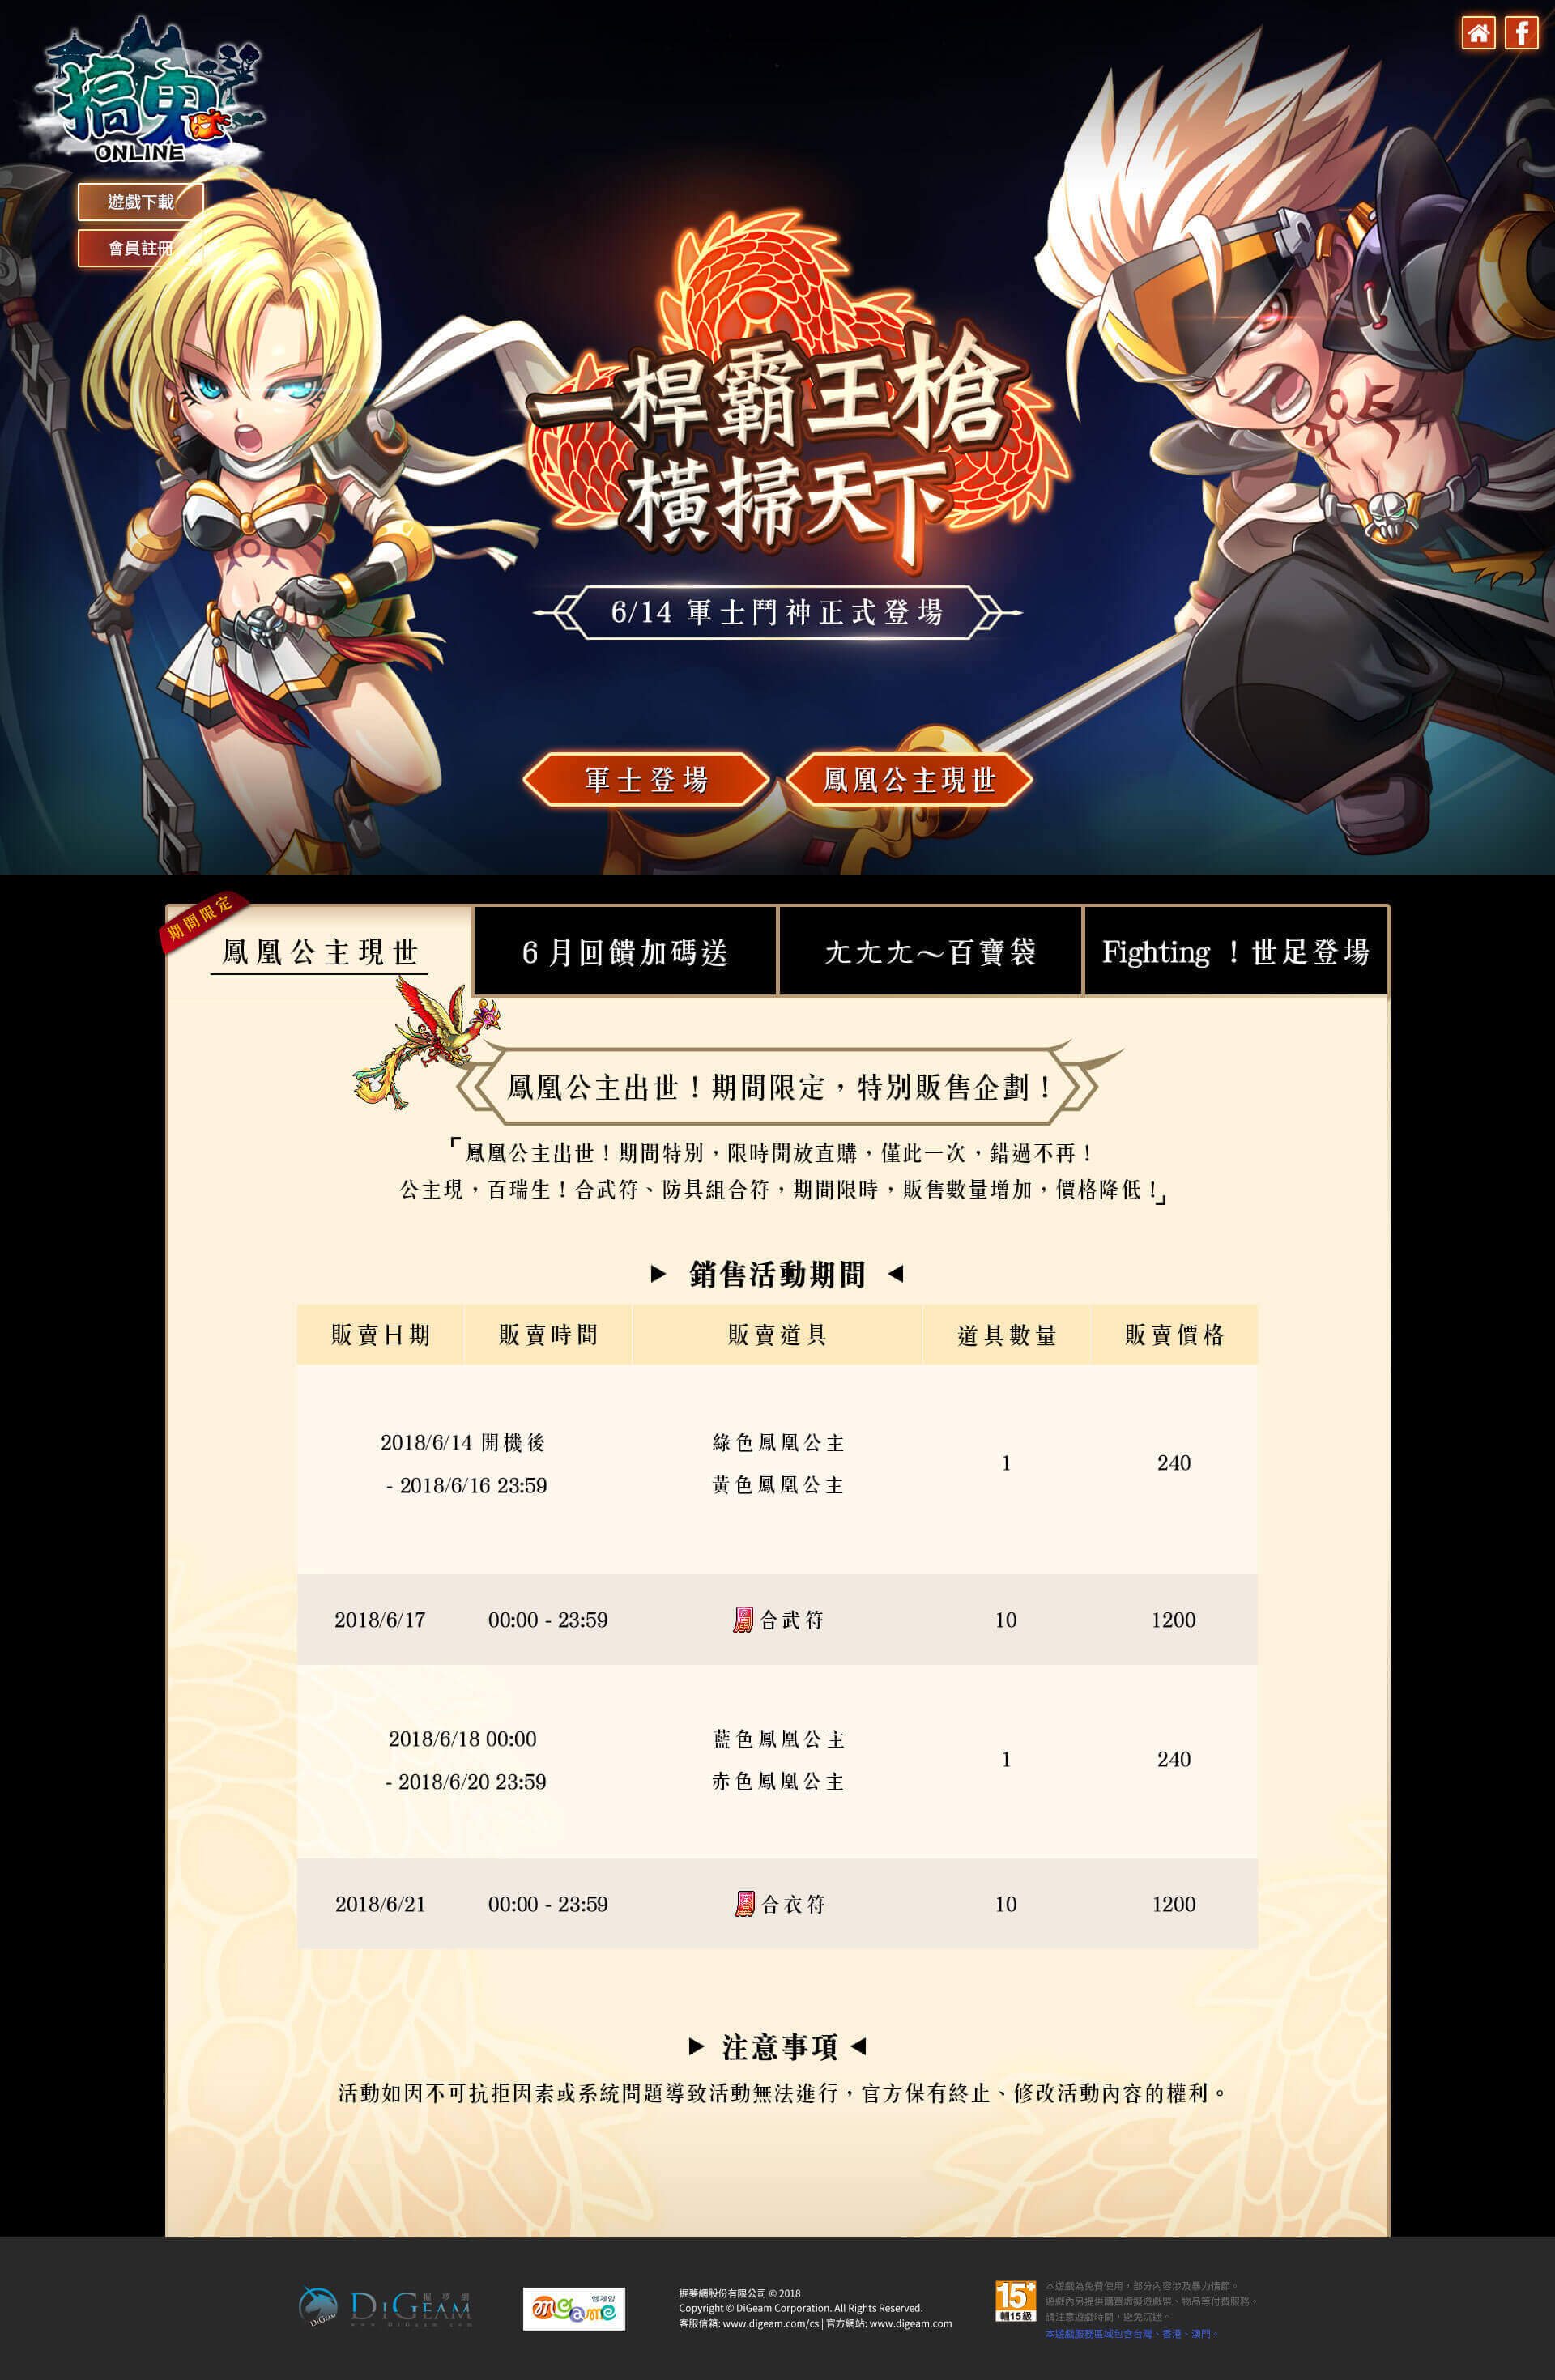 搞鬼
ONLINE
遊戲下載
會員註冊
一桿霸王槍
橫掃天下
6/14 軍士鬥神正式登場
軍士登場
鳳凰公主現世
期間限定
鳳凰公主現世
6 月回饋加碼送
尢尢尢～百寶袋
Fighting ！世足登場
鳳凰公主出世！期間限定，特別販售企劃！
「鳳凰公主出世！期間特別，限時開放直購，僅此一次，錯過不再！
公主現，百瑞生！合武符、防具組合符，期間限時，販售數量增加，價格降低！」
▶ 銷售活動期間 ◀
販賣日期 販賣時間 販賣道具 道具數量 販賣價格
2018/6/14 開機後
- 2018/6/16 23:59
綠色鳳凰公主
黃色鳳凰公主
1 240
2018/6/17 00:00 - 23:59 合武符 10 1200
2018/6/18 00:00
- 2018/6/20 23:59
藍色鳳凰公主
赤色鳳凰公主
1 240
2018/6/21 00:00 - 23:59 合衣符 10 1200
▶ 注意事項 ◀
活動如因不可抗拒因素或系統問題導致活動無法進行，官方保有終止、修改活動內容的權利。
DiGeam
掘夢網
DIGEAM
www.DiGeam.com
엠게임
mgame
掘夢網股份有限公司 © 2018
Copyright © DiGeam Corporation. All Rights Reserved.
客服信箱: www.digeam.com/cs | 官方網站: www.digeam.com
15+
輔15級
本遊戲為免費使用，部分內容涉及暴力情節。
遊戲內另提供購買虛擬遊戲幣、物品等付費服務。
請注意遊戲時間，避免沉迷。
本遊戲服務區域包含台灣、香港、澳門。